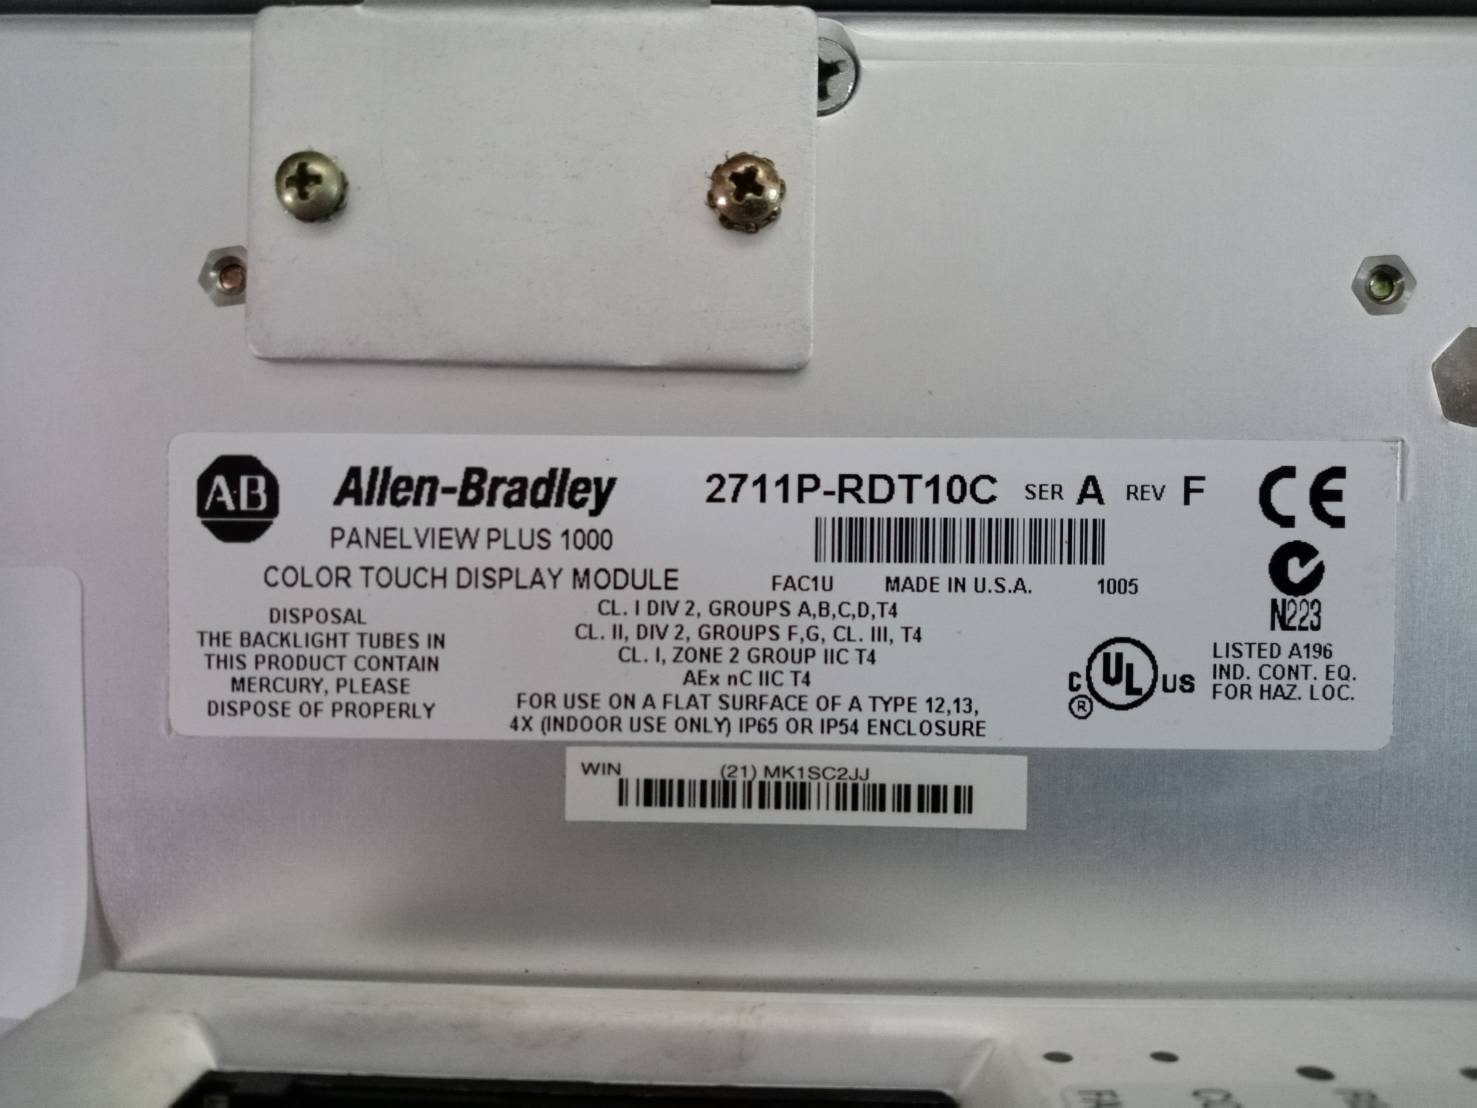 A·B Allen-Bradley 2711P-RDT10C SER A REV F CE
PANELVIEW PLUS 1000
COLOR TOUCH DISPLAY MODULE FAC1U MADE IN U.S.A. 1005
N223
DISPOSAL
THE BACKLIGHT TUBES IN
THIS PRODUCT CONTAIN
MERCURY, PLEASE
DISPOSE OF PROPERLY
CL. I DIV 2, GROUPS A,B,C,D,T4
CL. II, DIV 2, GROUPS F,G, CL. III, T4
CL. I, ZONE 2 GROUP IIC T4
AEx nC IIC T4
FOR USE ON A FLAT SURFACE OF A TYPE 12,13,
4X (INDOOR USE ONLY) IP65 OR IP54 ENCLOSURE
C UL US ®
LISTED A196
IND. CONT. EQ.
FOR HAZ. LOC.
WIN (21) MK1SC2JJ